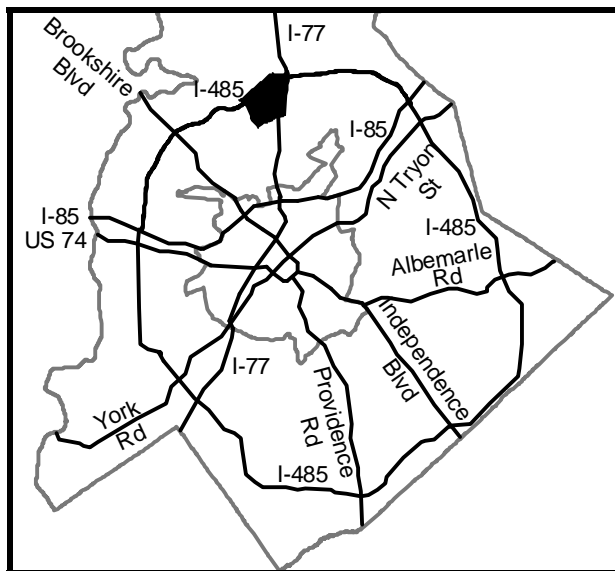 I-77
Brookshire
Blvd
I-485
I-85
N Tryon
St
I-85
US 74
I-485
Albemarle
Rd
Independence
Blvd
I-77
Providence
Rd
York
Rd
I-485